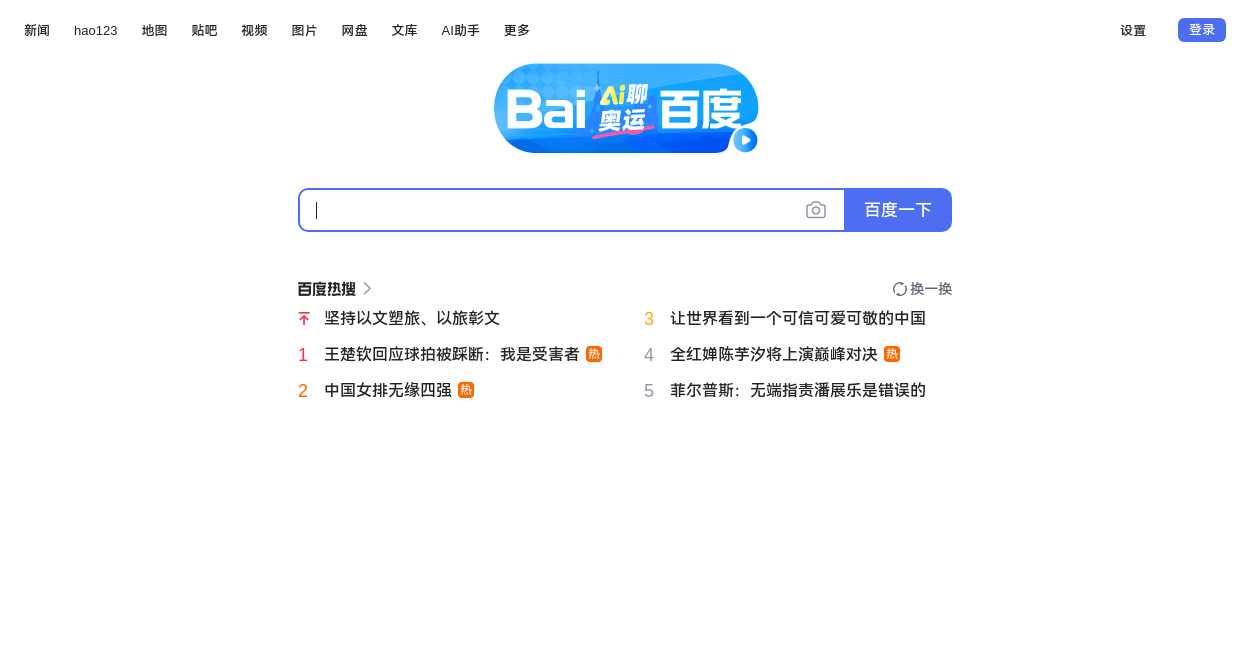 新闻 hao123 地图 贴吧 视频 图片 网盘 文库 AI助手 更多 设置 登录
Bai Ai聊奥运 百度
百度一下
百度热搜 换一换
坚持以文塑旅、以旅彰文
1 王楚钦回应球拍被踩断：我是受害者 热
2 中国女排无缘四强 热
3 让世界看到一个可信可爱可敬的中国
4 全红婵陈芋汐将上演巅峰对决 热
5 菲尔普斯：无端指责潘展乐是错误的